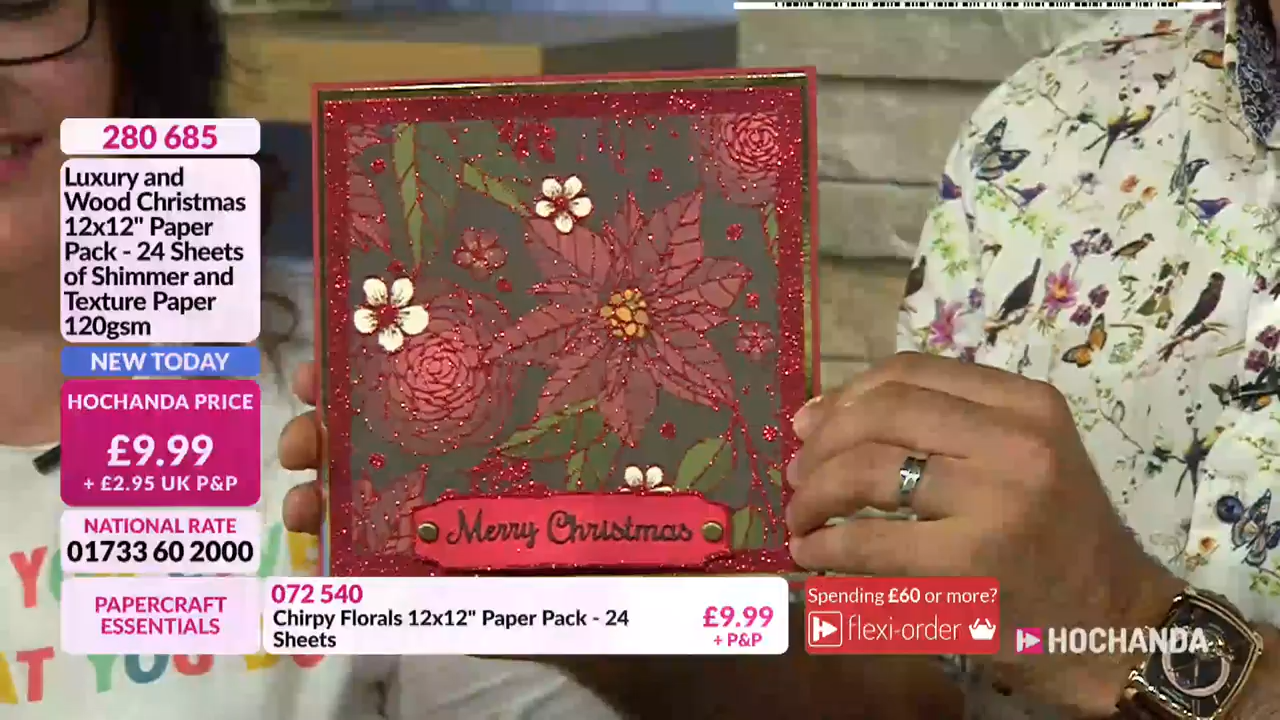 280 685
Luxury and
Wood Christmas
12x12" Paper
Pack - 24 Sheets
of Shimmer and
Texture Paper
120gsm
NEW TODAY
HOCHANDA PRICE
£9.99
+ £2.95 UK P&P
NATIONAL RATE
01733 60 2000
PAPERCRAFT
ESSENTIALS
Merry Christmas
072 540
Chirpy Florals 12x12" Paper Pack - 24
Sheets
£9.99
+ P&P
Spending £60 or more?
flexi-order
HOCHANDA